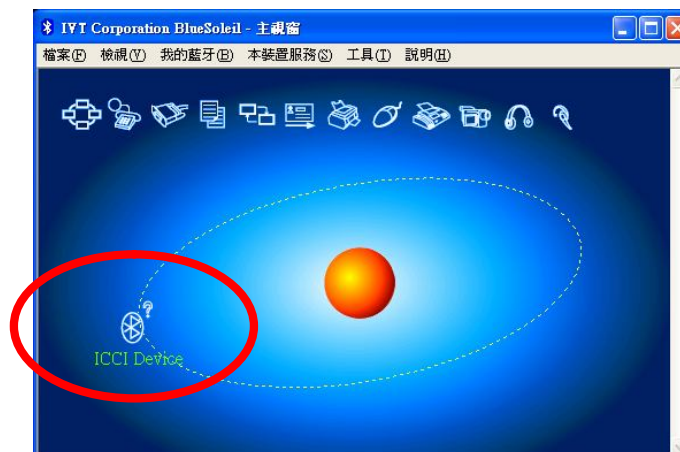 IVT Corporation BlueSoleil - 主視窗
檔案(F) 檢視(V) 我的藍牙(B) 本裝置服務(S) 工具(T) 說明(H)
ICCI Device